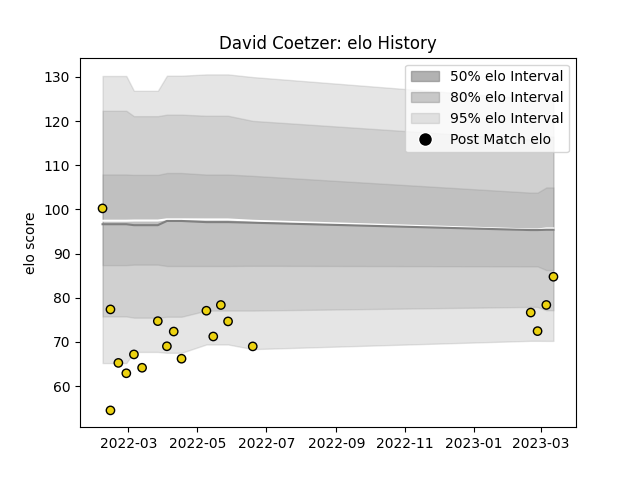 David Coetzer: elo History
130
120
110
100
90
80
70
60
elo score
50% elo Interval
80% elo Interval
95% elo Interval
Post Match elo
2022-03 2022-05 2022-07 2022-09 2022-11 2023-01 2023-03